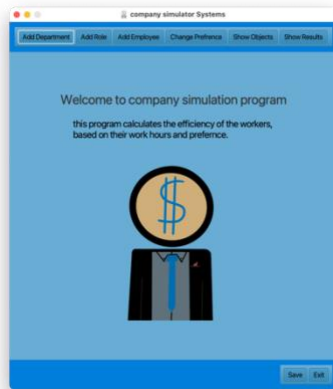 company simulator Systems
Add Department Add Role Add Employee Change Prefrence Show Objects Show Results
Welcome to company simulation program
this program calculates the efficiency of the workers,
based on their work hours and prefernce.
$
Save Exit